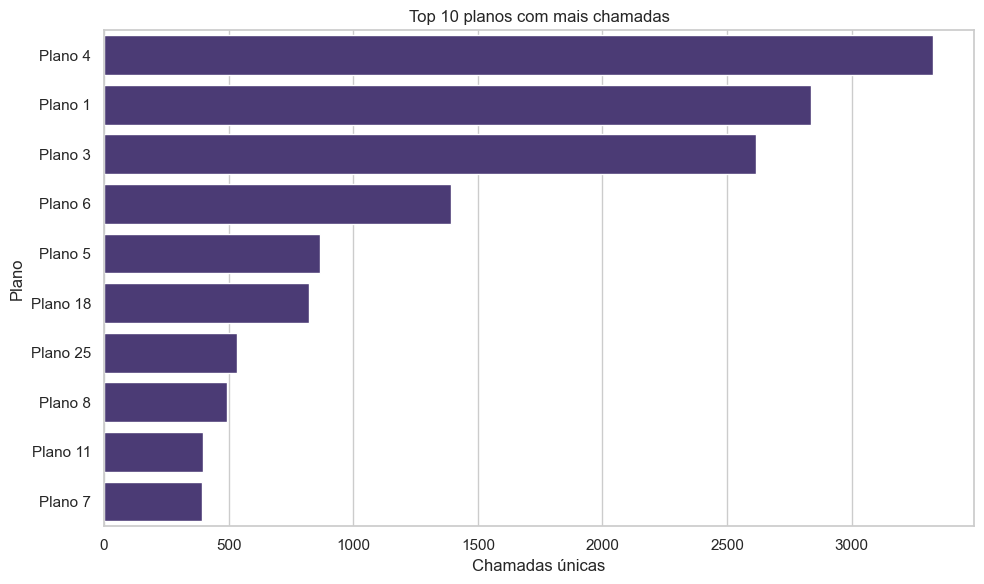 Top 10 planos com mais chamadas
Plano
Plano 4
Plano 1
Plano 3
Plano 6
Plano 5
Plano 18
Plano 25
Plano 8
Plano 11
Plano 7
0 500 1000 1500 2000 2500 3000
Chamadas únicas